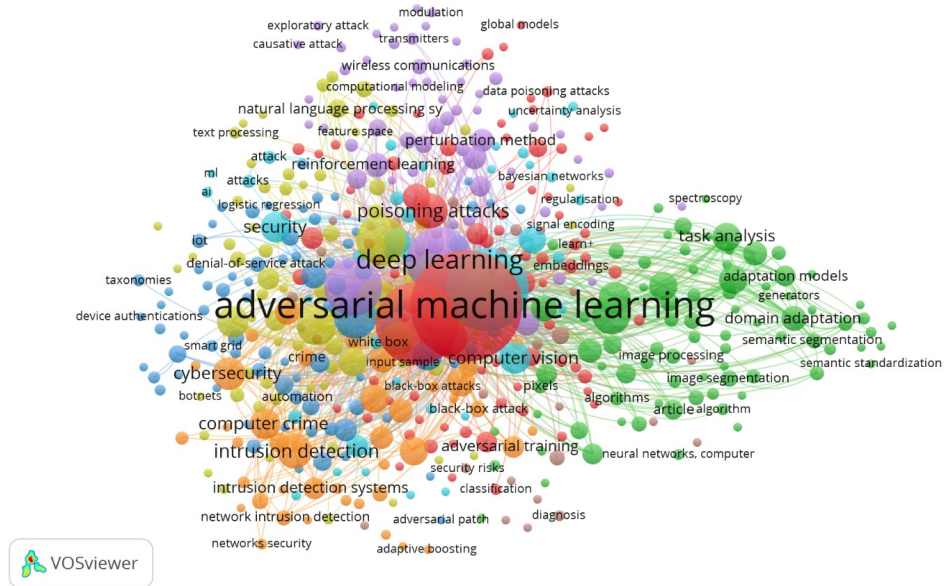 modulation
exploratory attack
global models
transmitters
causative attack
wireless communications
computational modeling
data poisoning attacks
natural language processing sy
uncertainty analysis
text processing
feature space
perturbation method
attack
reinforcement learning
ml
attacks
bayesian networks
ai
regularisation
spectroscopy
logistic regression
poisoning attacks
security
signal encoding
task analysis
iot
learn+
denial-of-service attack
deep learning
embeddings
taxonomies
adaptation models
generators
adversarial machine learning
device authentications
domain adaptation
smart grid
white box
semantic segmentation
crime
input sample
computer vision
image processing
semantic standardization
cybersecurity
image segmentation
botnets
automation
black-box attacks
pixels
algorithms
black-box attack
article
algorithm
computer crime
intrusion detection
adversarial training
neural networks, computer
security risks
intrusion detection systems
classification
network intrusion detection
adversarial patch
diagnosis
networks security
adaptive boosting
VOSviewer